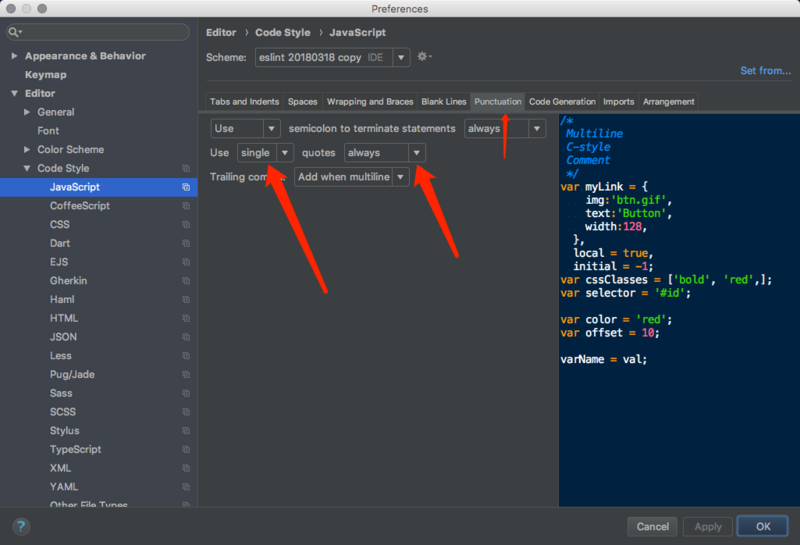 Preferences
Appearance & Behavior
Keymap
Editor
General
Font
Color Scheme
Code Style
JavaScript
CoffeeScript
CSS
Dart
EJS
Gherkin
Haml
HTML
JSON
Less
Pug/Jade
Sass
SCSS
Stylus
TypeScript
XML
YAML
Other File Types
Editor › Code Style › JavaScript
Scheme: eslint 20180318 copy IDE
Set from...
Tabs and Indents Spaces Wrapping and Braces Blank Lines Punctuation Code Generation Imports Arrangement
Use semicolon to terminate statements always
Use single quotes always
Trailing com... Add when multiline
/*
Multiline
C-style
Comment
*/
var myLink = {
img:'btn.gif',
text:'Button',
width:128,
},
local = true,
initial = -1;
var cssClasses = ['bold', 'red',];
var selector = '#id';
var color = 'red';
var offset = 10;
varName = val;
? Cancel Apply OK